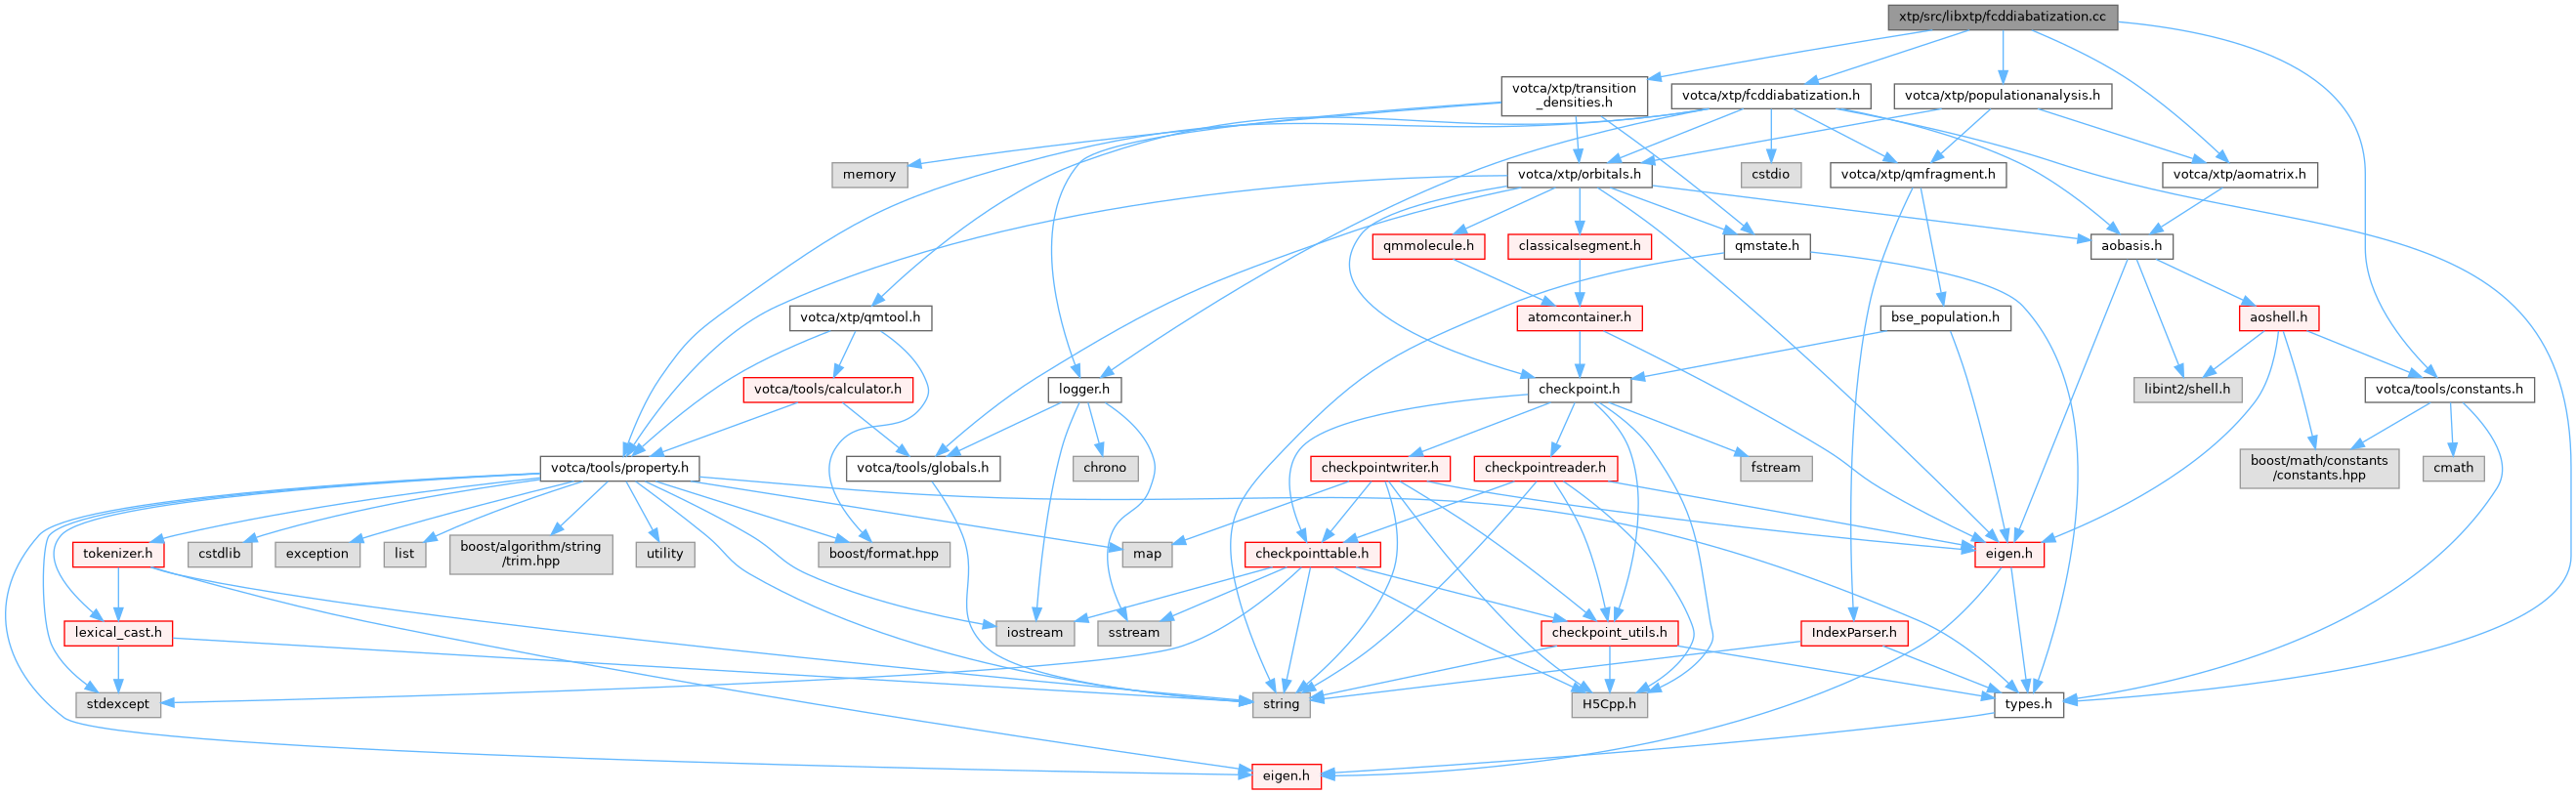 xtp/src/libxtp/fcddiabatization.cc
votca/xtp/transition
_densities.h
votca/xtp/fcddiabatization.h
votca/xtp/populationanalysis.h
memory
votca/xtp/orbitals.h
cstdio
votca/xtp/qmfragment.h
votca/xtp/aomatrix.h
qmmolecule.h
classicalsegment.h
qmstate.h
aobasis.h
votca/xtp/qmtool.h
atomcontainer.h
bse_population.h
aoshell.h
votca/tools/calculator.h
logger.h
checkpoint.h
libint2/shell.h
votca/tools/constants.h
votca/tools/property.h
votca/tools/globals.h
chrono
checkpointwriter.h
checkpointreader.h
fstream
boost/math/constants
/constants.hpp
cmath
tokenizer.h
cstdlib
exception
list
boost/algorithm/string
/trim.hpp
utility
boost/format.hpp
map
checkpointtable.h
eigen.h
lexical_cast.h
iostream
sstream
checkpoint_utils.h
IndexParser.h
stdexcept
string
H5Cpp.h
types.h
eigen.h